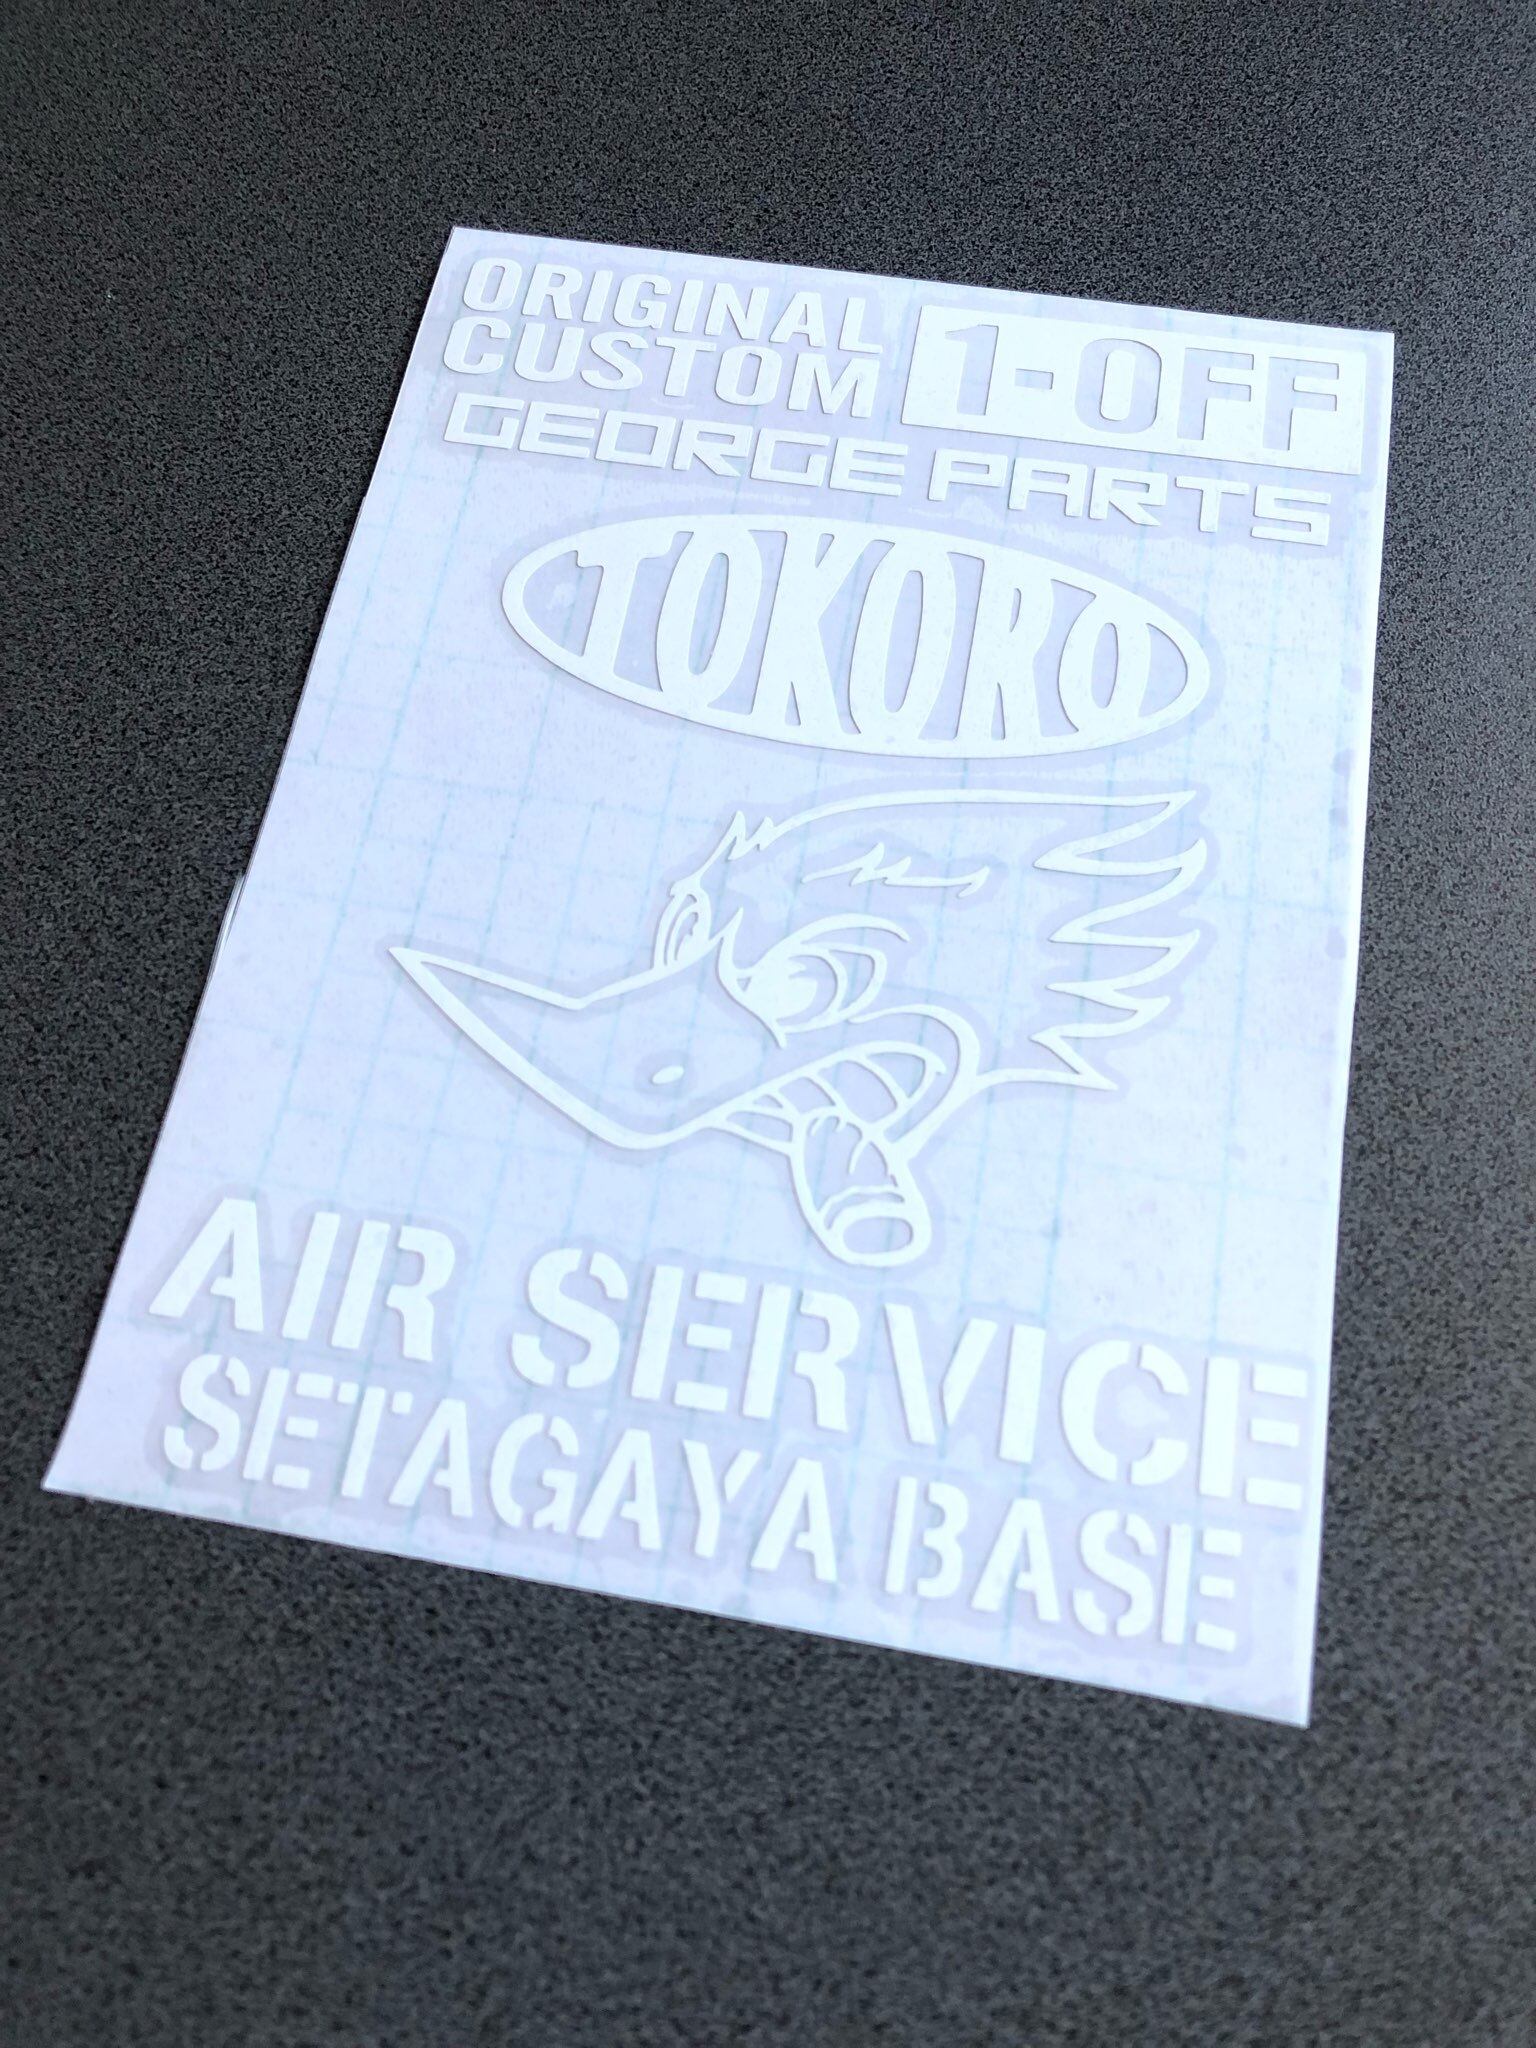 ORIGINAL
CUSTOM
1-OFF
GEORGE PARTS
TOKORO
AIR SERVICE
SETAGAYA BASE